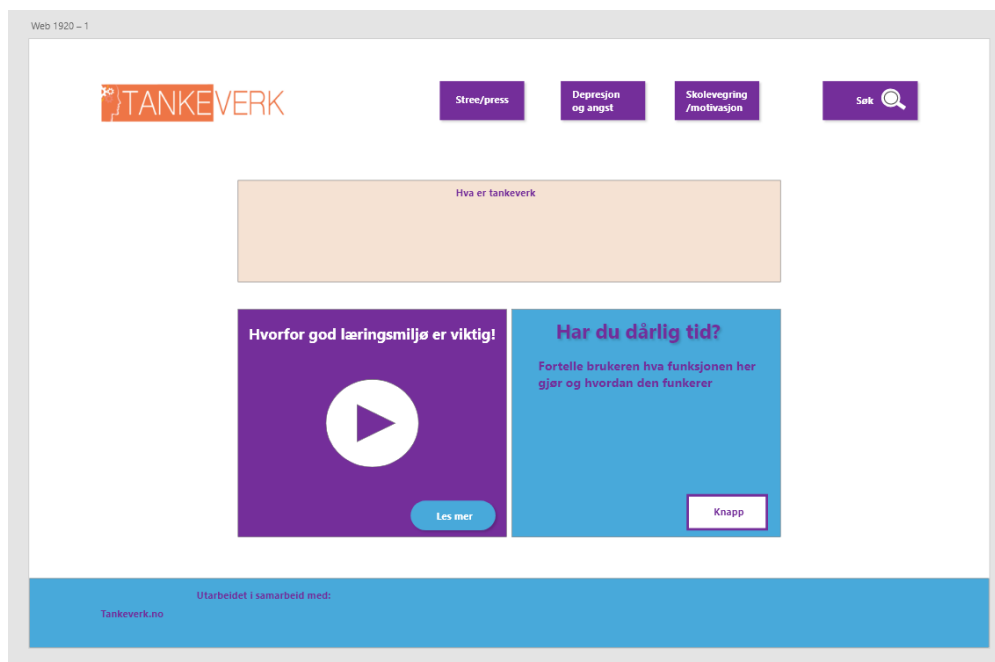 Web 1920 – 1
TANKEVERK
Stree/press
Depresjon
og angst
Skolevegring
/motivasjon
Søk
Hva er tankeverk
Hvorfor god læringsmiljø er viktig!
Les mer
Har du dårlig tid?
Fortelle brukeren hva funksjonen her
gjør og hvordan den funkerer
Knapp
Utarbeidet i samarbeid med:
Tankeverk.no